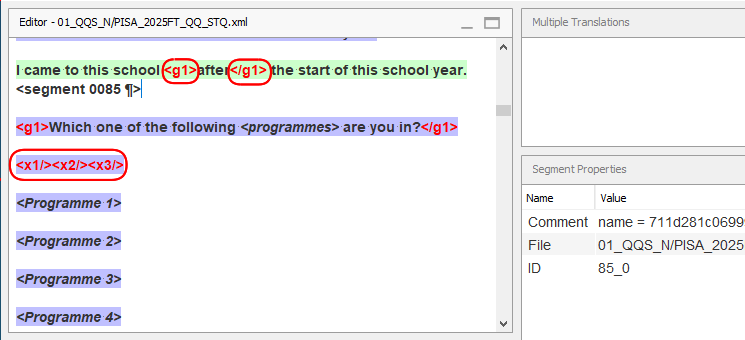 Editor - 01_QQS_N/PISA_2025FT_QQ_STQ.xml
I came to this school <g1>after</g1> the start of this school year.
<segment 0085 ¶>
<g1>Which one of the following <programmes> are you in?</g1>
<x1/><x2/><x3/>
<Programme 1>
<Programme 2>
<Programme 3>
<Programme 4>
Multiple Translations
Segment Properties
Name Value
Comment name = 711d281c0699
File 01_QQS_N/PISA_2025
ID 85_0